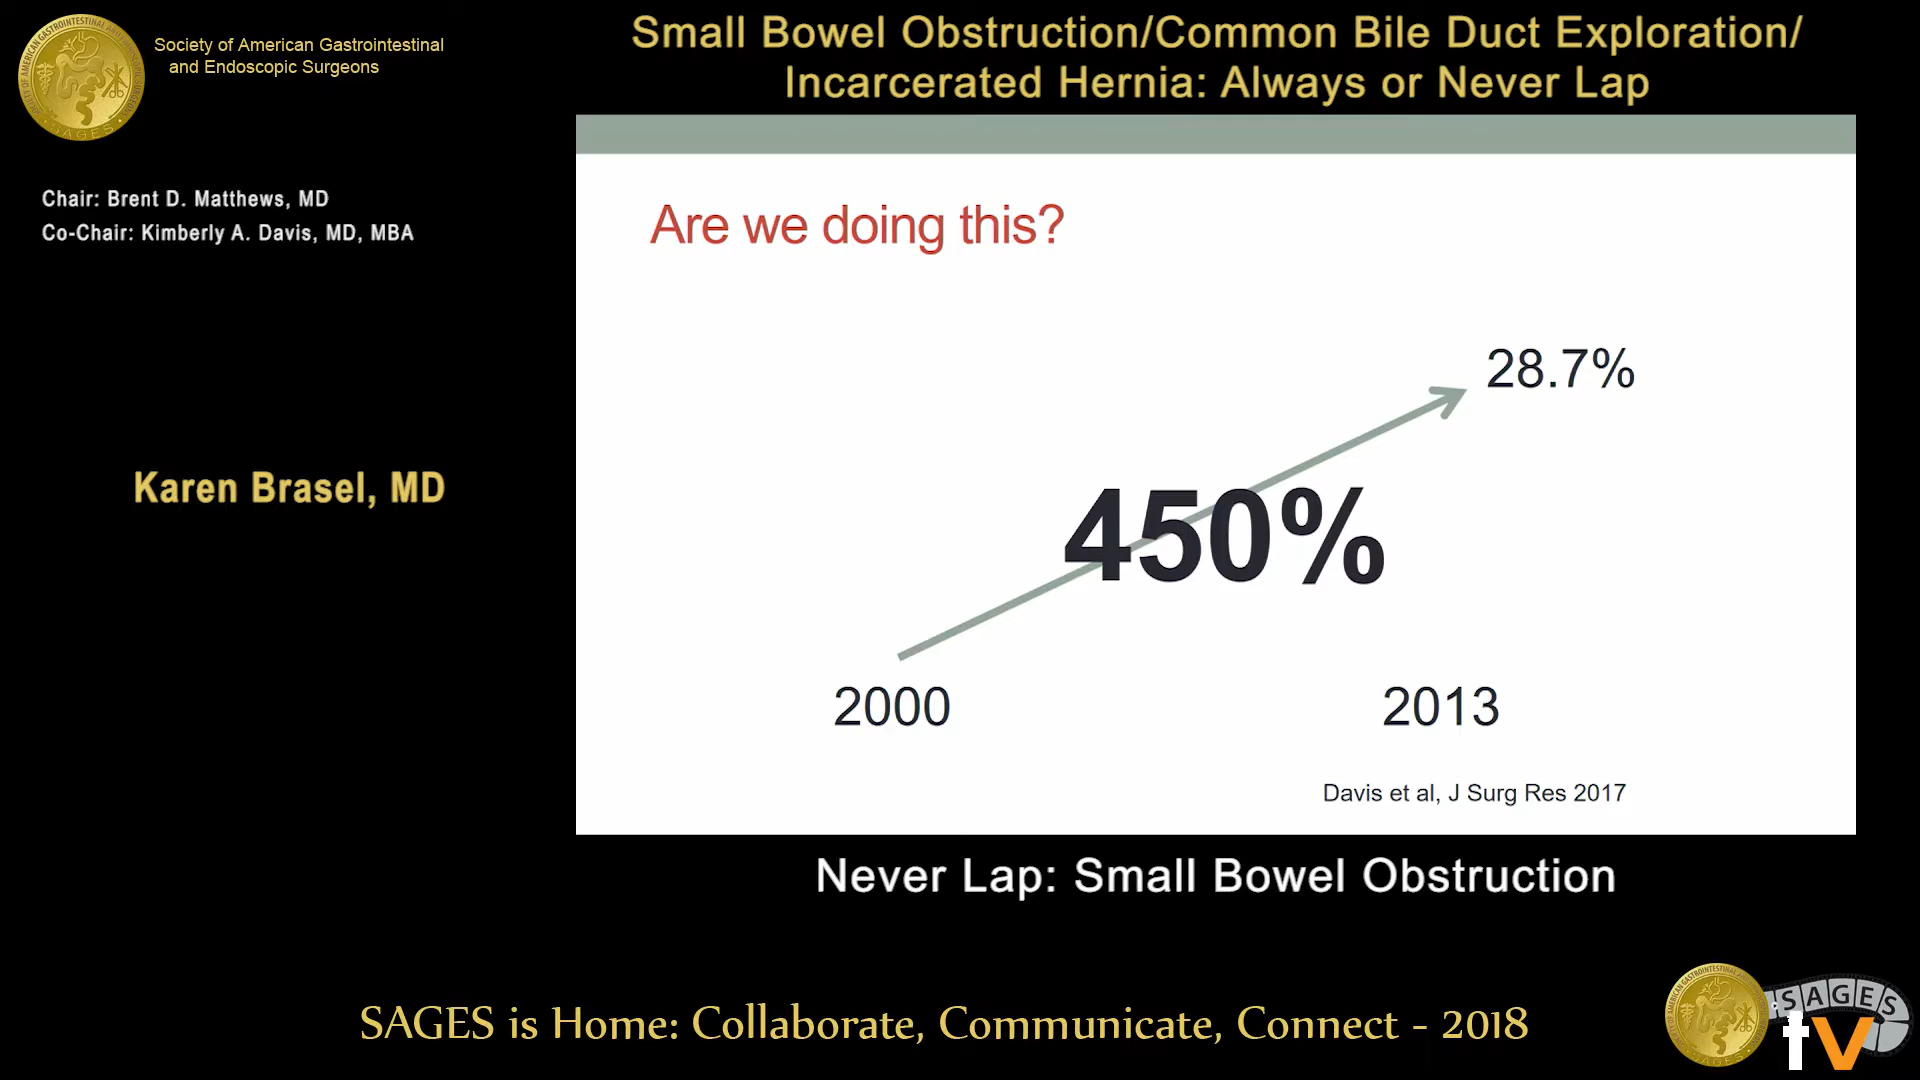 Society of American Gastrointestinal
and Endoscopic Surgeons
Small Bowel Obstruction/Common Bile Duct Exploration/
Incarcerated Hernia: Always or Never Lap
Chair: Brent D. Matthews, MD
Co-Chair: Kimberly A. Davis, MD, MBA
Karen Brasel, MD
Are we doing this?
28.7%
450%
2000
2013
Davis et al, J Surg Res 2017
Never Lap: Small Bowel Obstruction
SAGES is Home: Collaborate, Communicate, Connect - 2018
SAGES
tv